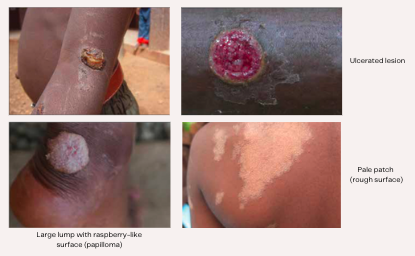 Ulcerated lesion
Pale patch
(rough surface)
Large lump with raspberry-like
surface (papilloma)